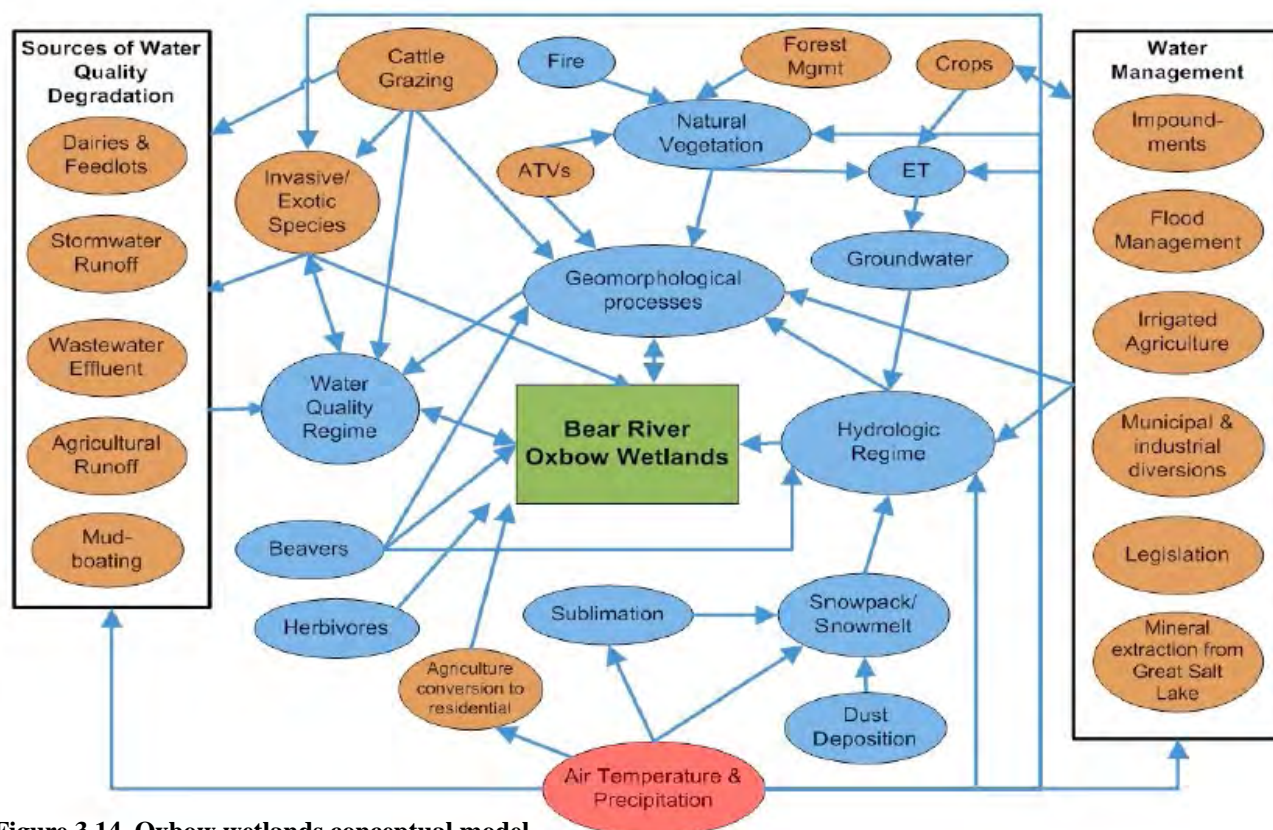 Sources of Water
Quality
Degradation
Dairies &
Feedlots
Stormwater
Runoff
Wastewater
Effluent
Agricultural
Runoff
Mud-
boating
Cattle
Grazing
Invasive/
Exotic
Species
Fire
Forest
Mgmt
Crops
Natural
Vegetation
ATVs
ET
Groundwater
Geomorphological
processes
Water
Quality
Regime
Bear River
Oxbow Wetlands
Hydrologic
Regime
Beavers
Herbivores
Sublimation
Snowpack/
Snowmelt
Agriculture
conversion to
residential
Dust
Deposition
Air Temperature &
Precipitation
Water
Management
Impound-
ments
Flood
Management
Irrigated
Agriculture
Municipal &
industrial
diversions
Legislation
Mineral
extraction from
Great Salt
Lake
Figure 3.14. Oxbow wetlands conceptual model